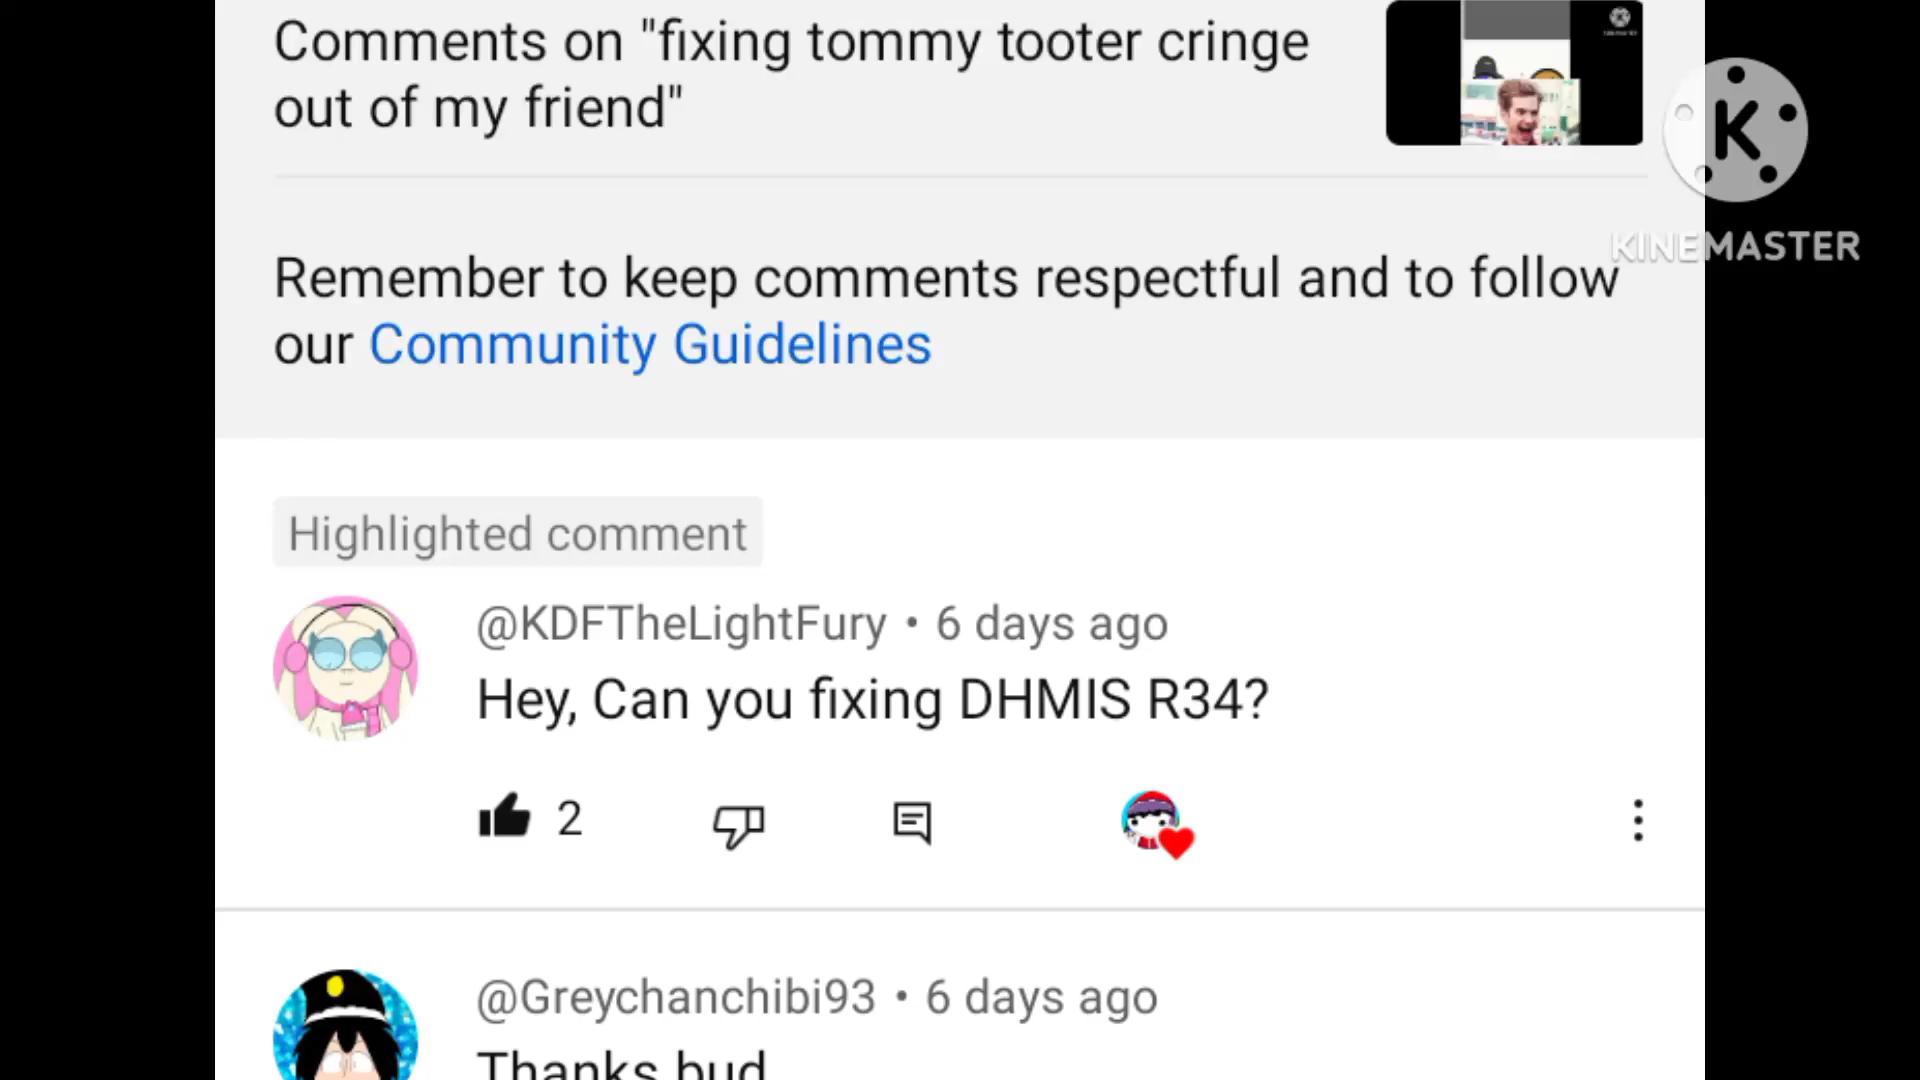 Comments on "fixing tommy tooter cringe
out of my friend"
K
KINEMASTER
Remember to keep comments respectful and to follow
our Community Guidelines
Highlighted comment
@KDFTheLightFury • 6 days ago
Hey, Can you fixing DHMIS R34?
2
@Greychanchibi93 • 6 days ago
Thanks bud